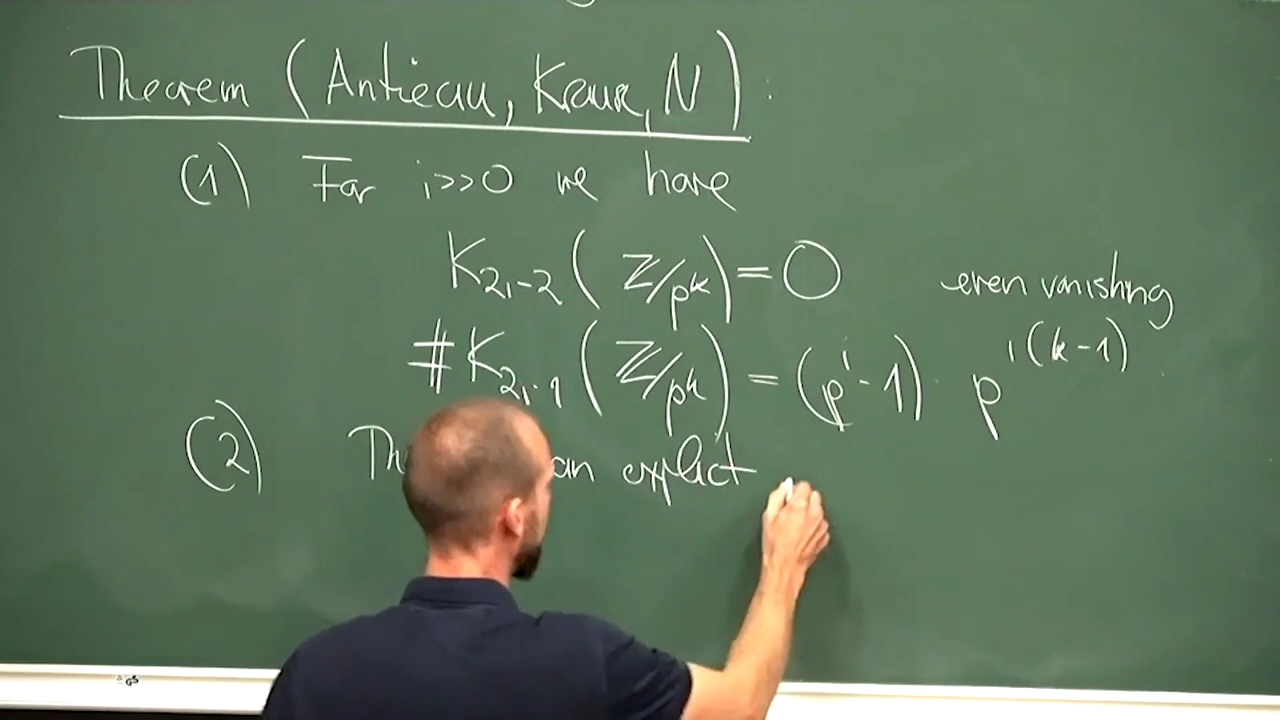 Theorem (Antieau, Krause, N):
(1) For i>>0 we have
K_{2i-2}(ℤ/p^k) = 0 even vanishing
#K_{2i-1}(ℤ/p^k) = (p^i - 1) · p^{i(k-1)}
(2) an explicit